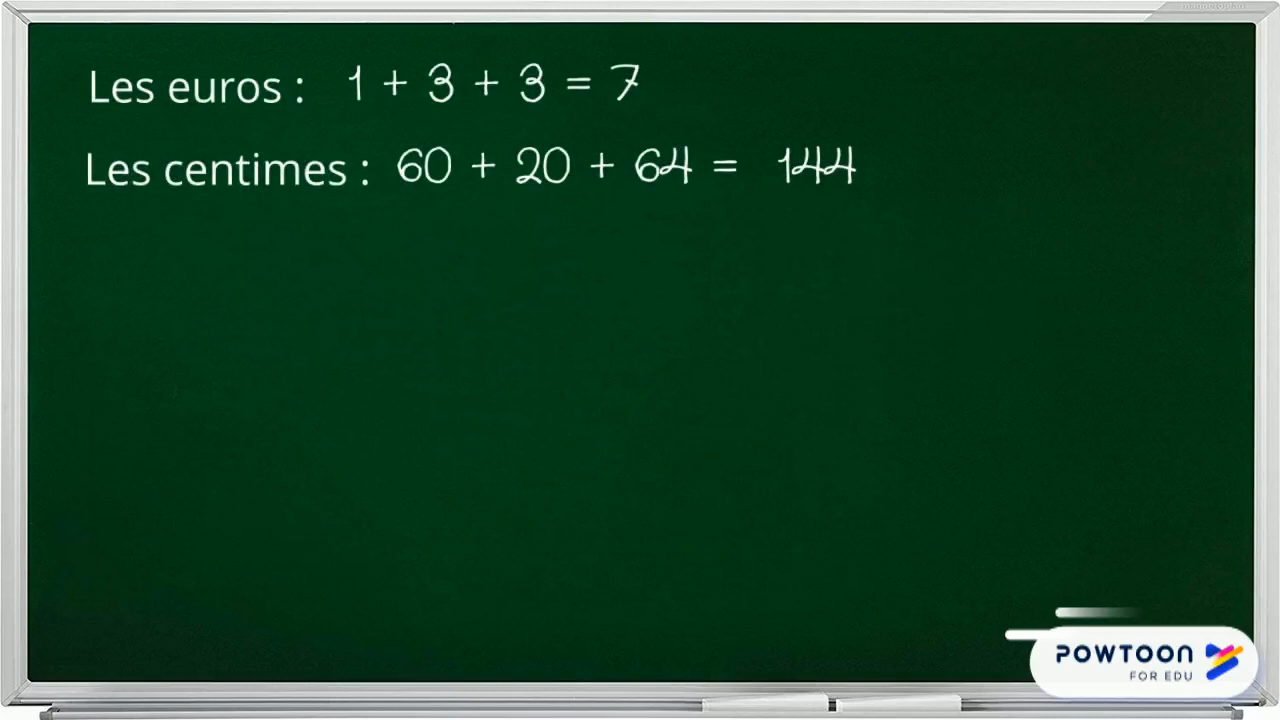 Les euros : 1 + 3 + 3 = 7
Les centimes : 60 + 20 + 64 = 144
POWTOON
FOR EDU